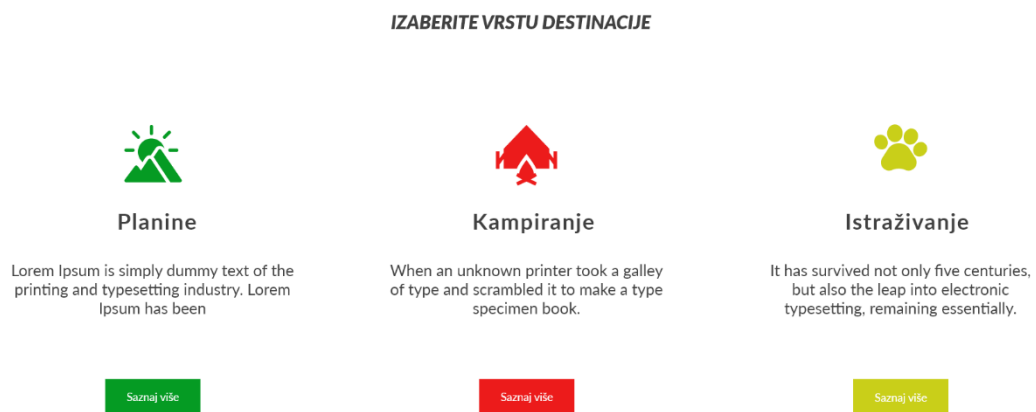 IZABERITE VRSTU DESTINACIJE
Planine
Lorem Ipsum is simply dummy text of the
printing and typesetting industry. Lorem
Ipsum has been
Saznaj više
Kampiranje
When an unknown printer took a galley
of type and scrambled it to make a type
specimen book.
Saznaj više
Istraživanje
It has survived not only five centuries,
but also the leap into electronic
typesetting, remaining essentially.
Saznaj više